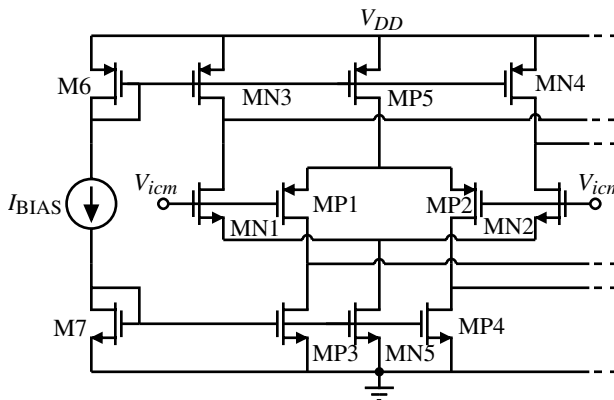 V_DD
M6
MN3
MP5
MN4
V_icm
V_icm
I_BIAS
MP1
MP2
MN1
MN2
M7
MP3
MN5
MP4